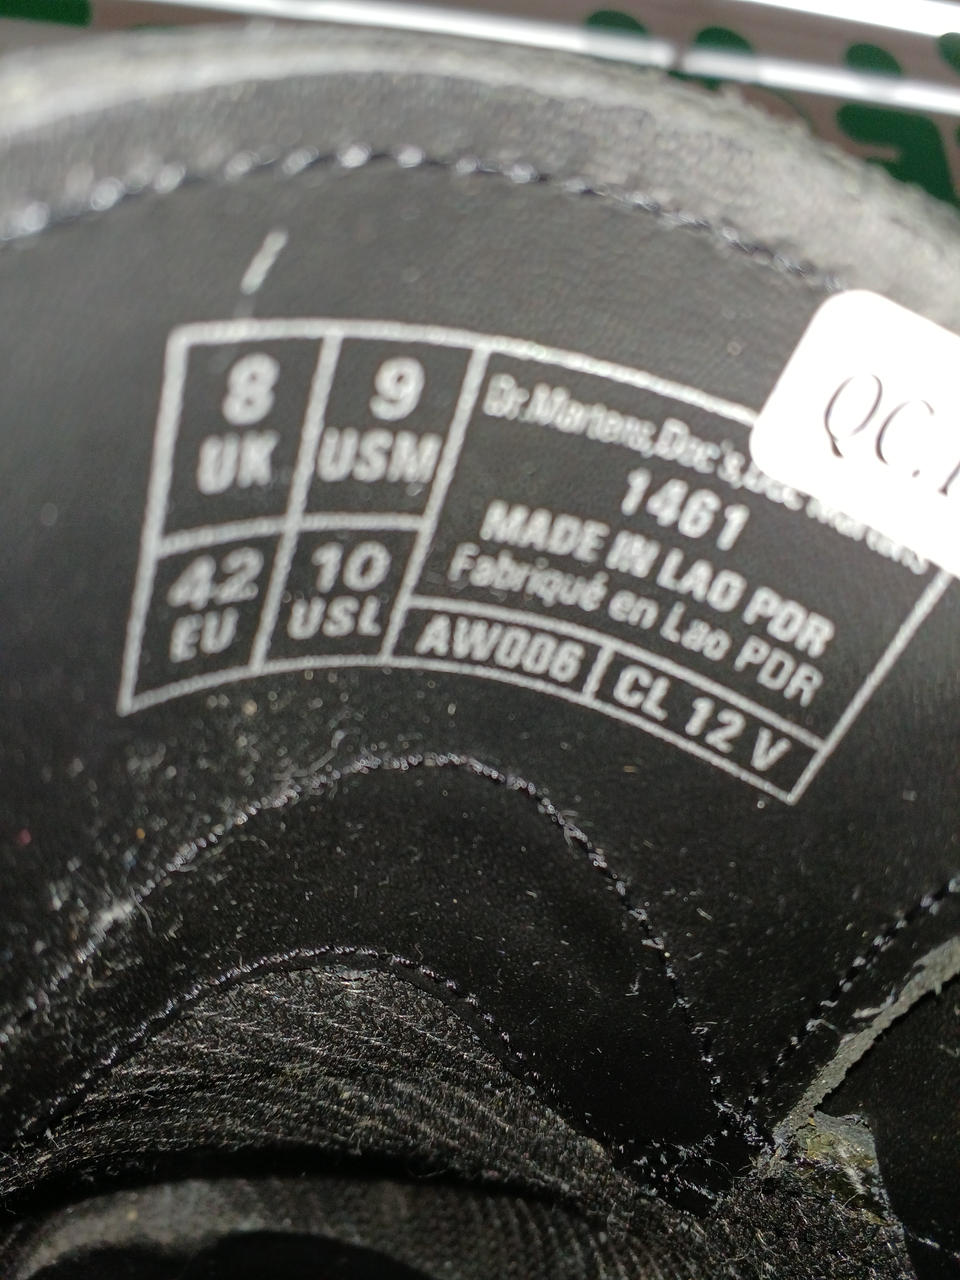 8 UK
9 USM
42 EU
10 USL
Dr.Martens,Doc's,Doc Martens
1461
MADE IN LAO PDR
Fabriqué en Lao PDR
AW006
CL 12 V
QC.